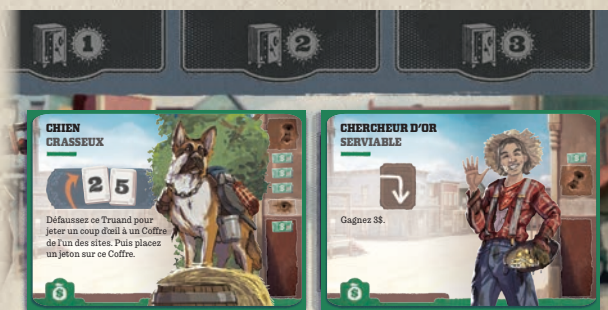 1
2
3
CHIEN
CRASSEUX
2 5
Défaussez ce Truand pour
jeter un coup d'œil à un Coffre
de l'un des sites. Puis placez
un jeton sur ce Coffre.
$
CHERCHEUR D'OR
SERVIABLE
Gagnez 3$.
$